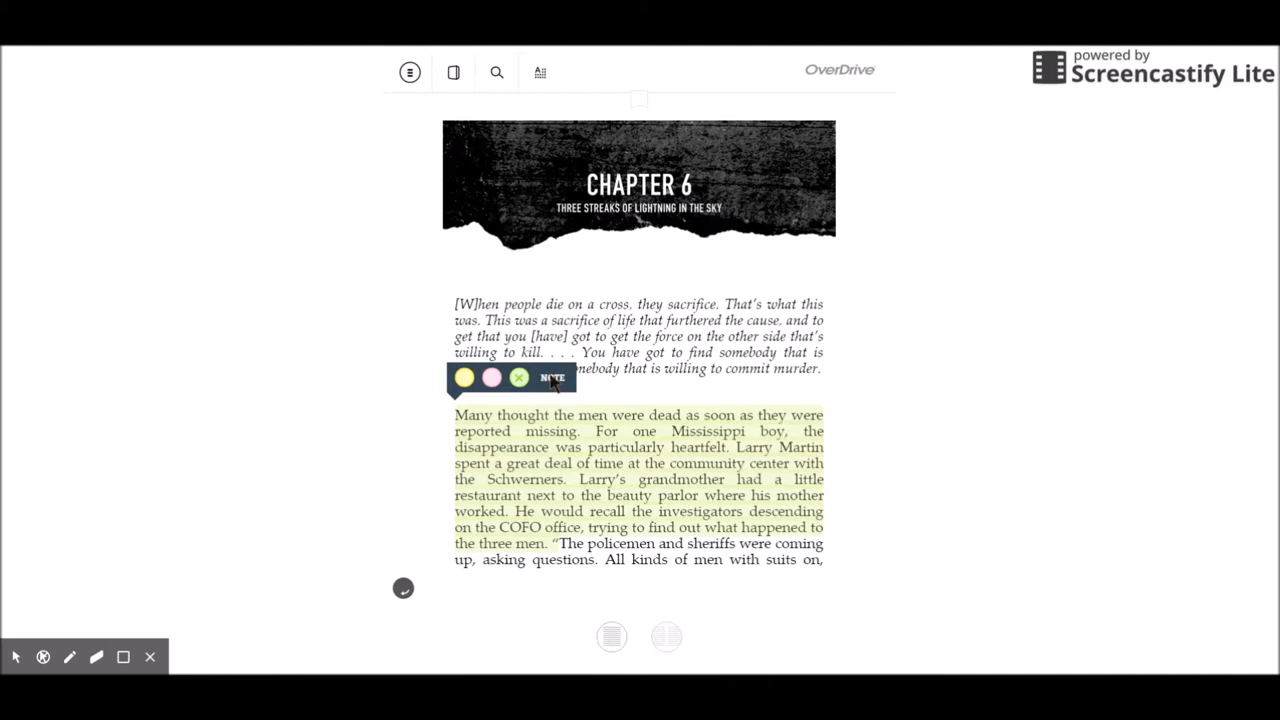 powered by
Screencastify Lite
OverDrive
CHAPTER 6
THREE STREAKS OF LIGHTNING IN THE SKY
[W]hen people die on a cross, they sacrifice. That's what this
was. This was a sacrifice of life that furthered the cause, and to
get that you [have] got to get the force on the other side that's
willing to kill. . . . You have got to find somebody that is
somebody that is willing to commit murder.
NOTE
Many thought the men were dead as soon as they were
reported missing. For one Mississippi boy, the
disappearance was particularly heartfelt. Larry Martin
spent a great deal of time at the community center with
the Schwerners. Larry's grandmother had a little
restaurant next to the beauty parlor where his mother
worked. He would recall the investigators descending
on the COFO office, trying to find out what happened to
the three men. “The policemen and sheriffs were coming
up, asking questions. All kinds of men with suits on,